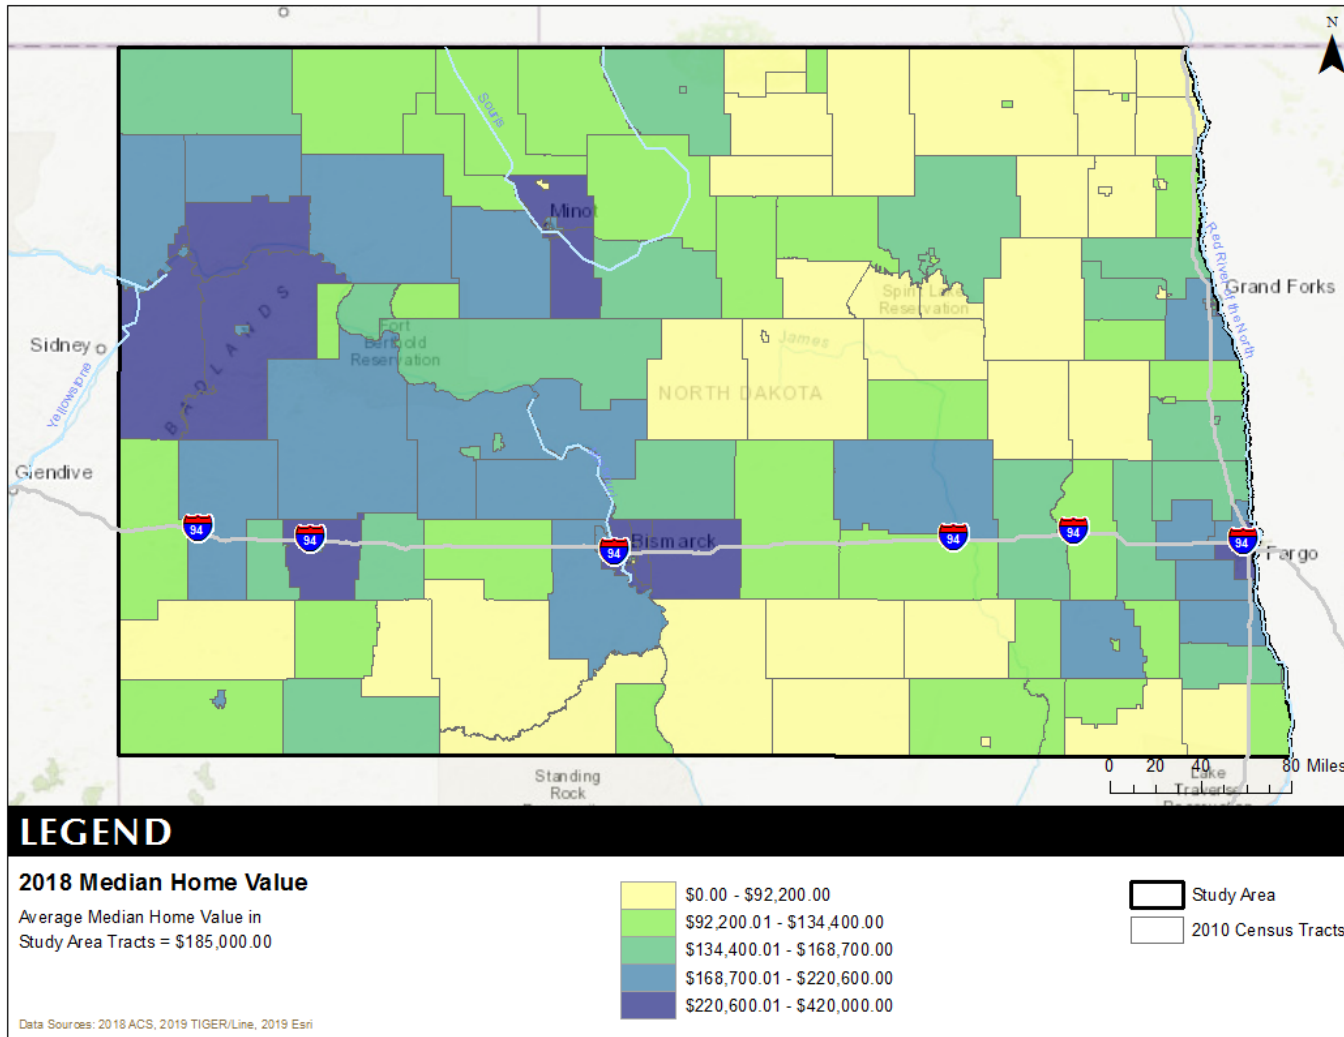 N
Souris
Minot
Red River of the North
Grand Forks
Spirit Lake
Reservation
BADLANDS
Fort
Berthold
Reservation
James
Sidney
Yellowstone
NORTH DAKOTA
Glendive
94
94
94
94
94
94
Bismarck
Fargo
Standing
Rock
0 20 40 80 Miles
Lake
Traverse
Reservation
LEGEND
2018 Median Home Value
Average Median Home Value in
Study Area Tracts = $185,000.00
$0.00 - $92,200.00
$92,200.01 - $134,400.00
$134,400.01 - $168,700.00
$168,700.01 - $220,600.00
$220,600.01 - $420,000.00
Study Area
2010 Census Tracts
Data Sources: 2018 ACS, 2019 TIGER/Line, 2019 Esri